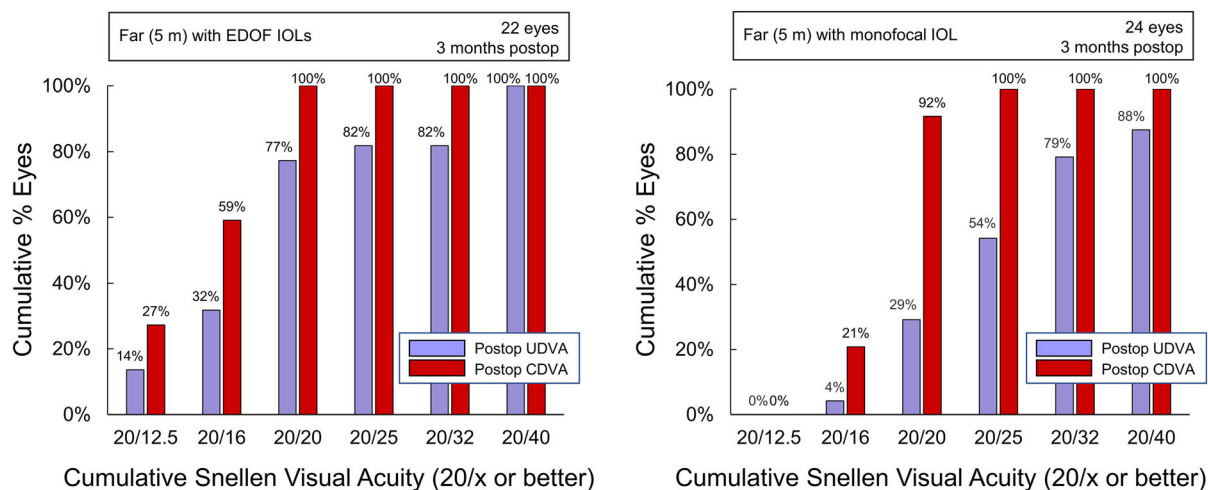 Far (5 m) with EDOF IOLs
22 eyes
3 months postop
Cumulative % Eyes
100%
80%
60%
40%
20%
0%
14%
27%
32%
59%
77%
100%
82%
100%
82%
100%
100%
100%
Postop UDVA
Postop CDVA
20/12.5 20/16 20/20 20/25 20/32 20/40
Cumulative Snellen Visual Acuity (20/x or better)
Far (5 m) with monofocal IOL
24 eyes
3 months postop
Cumulative % Eyes
100%
80%
60%
40%
20%
0%
0%
0%
4%
21%
29%
92%
54%
100%
79%
100%
88%
100%
Postop UDVA
Postop CDVA
20/12.5 20/16 20/20 20/25 20/32 20/40
Cumulative Snellen Visual Acuity (20/x or better)